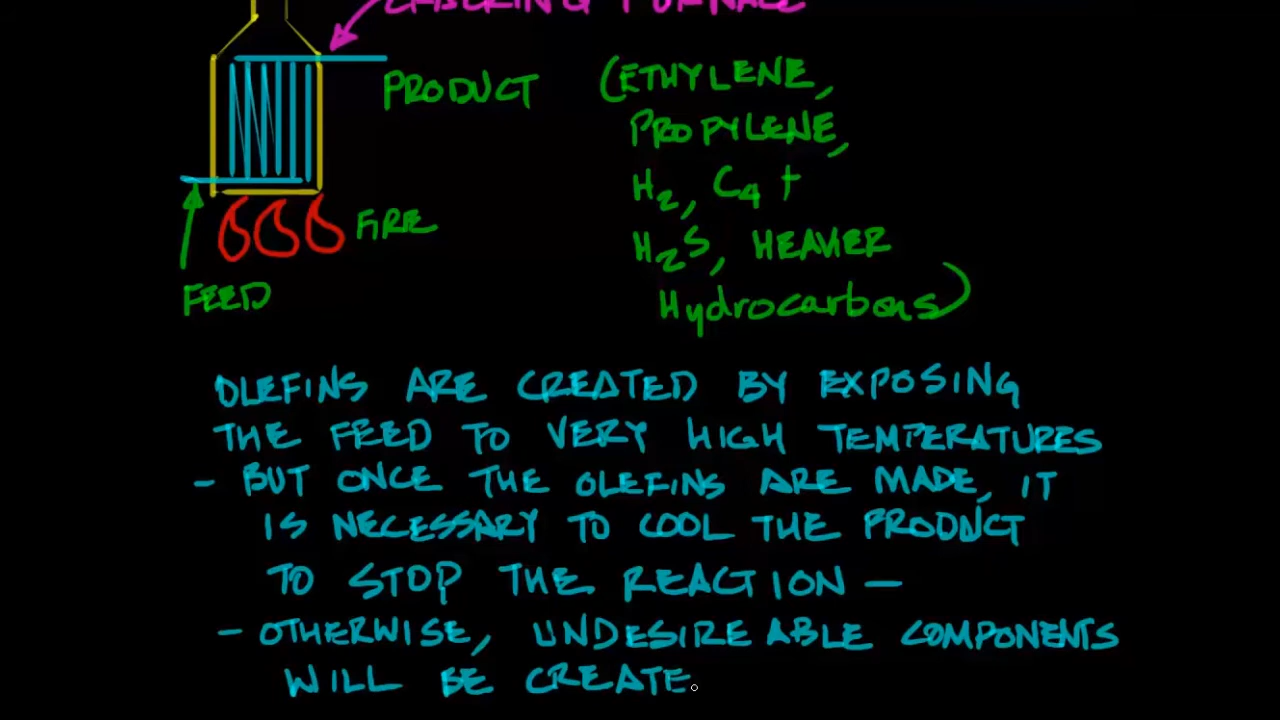 CRACKING FURNACE
PRODUCT (ETHYLENE,
PROPYLENE,
H2, C4+
H2S, HEAVIER
Hydrocarbons)
FIRE
FEED
OLEFINS ARE CREATED BY EXPOSING
THE FEED TO VERY HIGH TEMPERATURES
- BUT ONCE THE OLEFINS ARE MADE, IT
IS NECESSARY TO COOL THE PRODUCT
TO STOP THE REACTION —
- OTHERWISE, UNDESIREABLE COMPONENTS
WILL BE CREATE